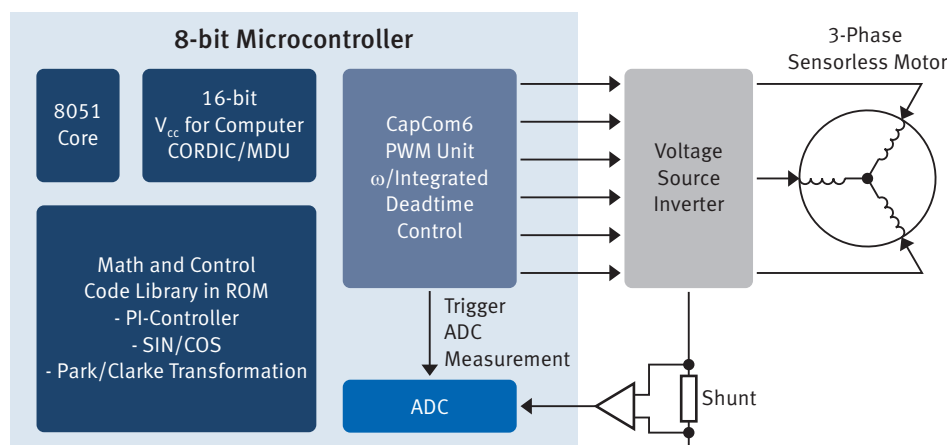 8-bit Microcontroller
3-Phase
Sensorless Motor
8051
Core
16-bit
Vcc for Computer
CORDIC/MDU
CapCom6
PWM Unit
ω/Integrated
Deadtime
Control
Voltage
Source
Inverter
Math and Control
Code Library in ROM
- PI-Controller
- SIN/COS
- Park/Clarke Transformation
Trigger
ADC
Measurement
ADC
Shunt